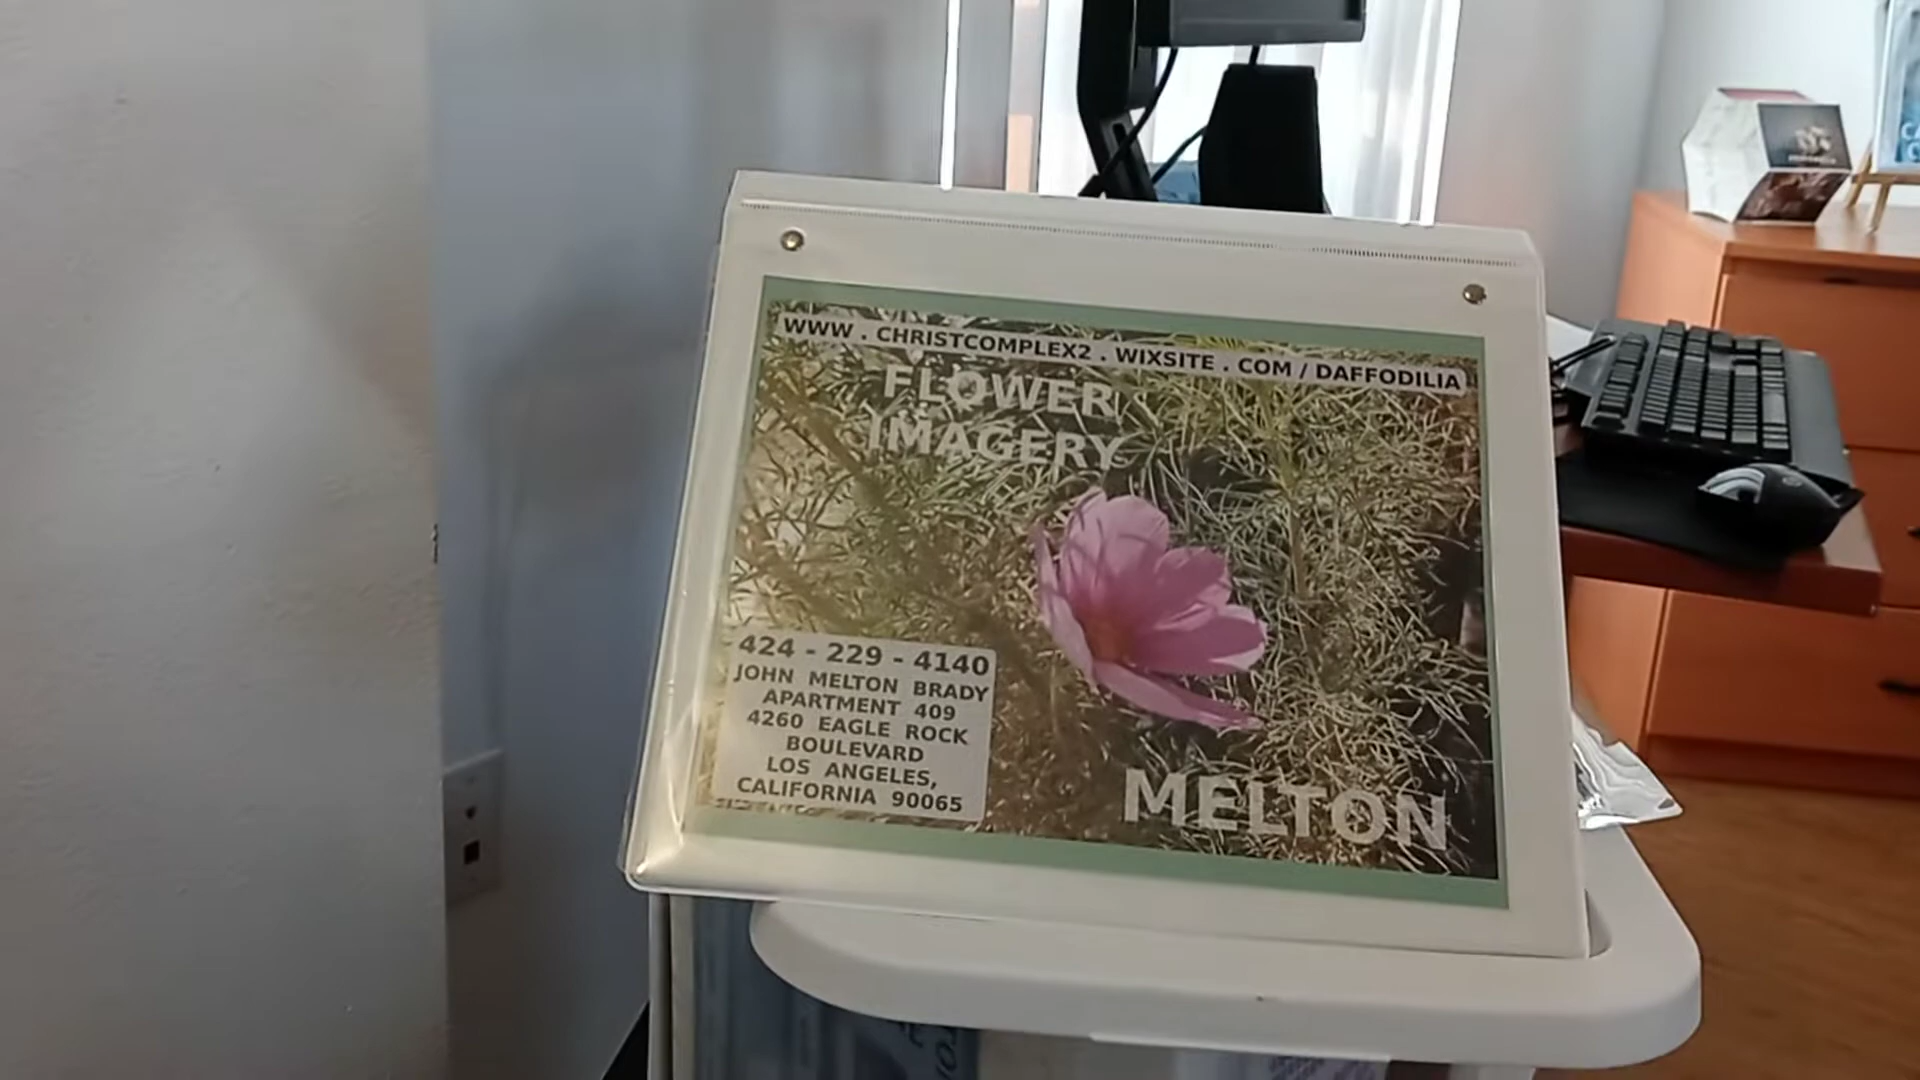 WWW . CHRISTCOMPLEX2 . WIXSITE . COM / DAFFODILIA
FLOWER
IMAGERY
424 - 229 - 4140
JOHN MELTON BRADY
APARTMENT 409
4260 EAGLE ROCK
BOULEVARD
LOS ANGELES,
CALIFORNIA 90065
MELTON